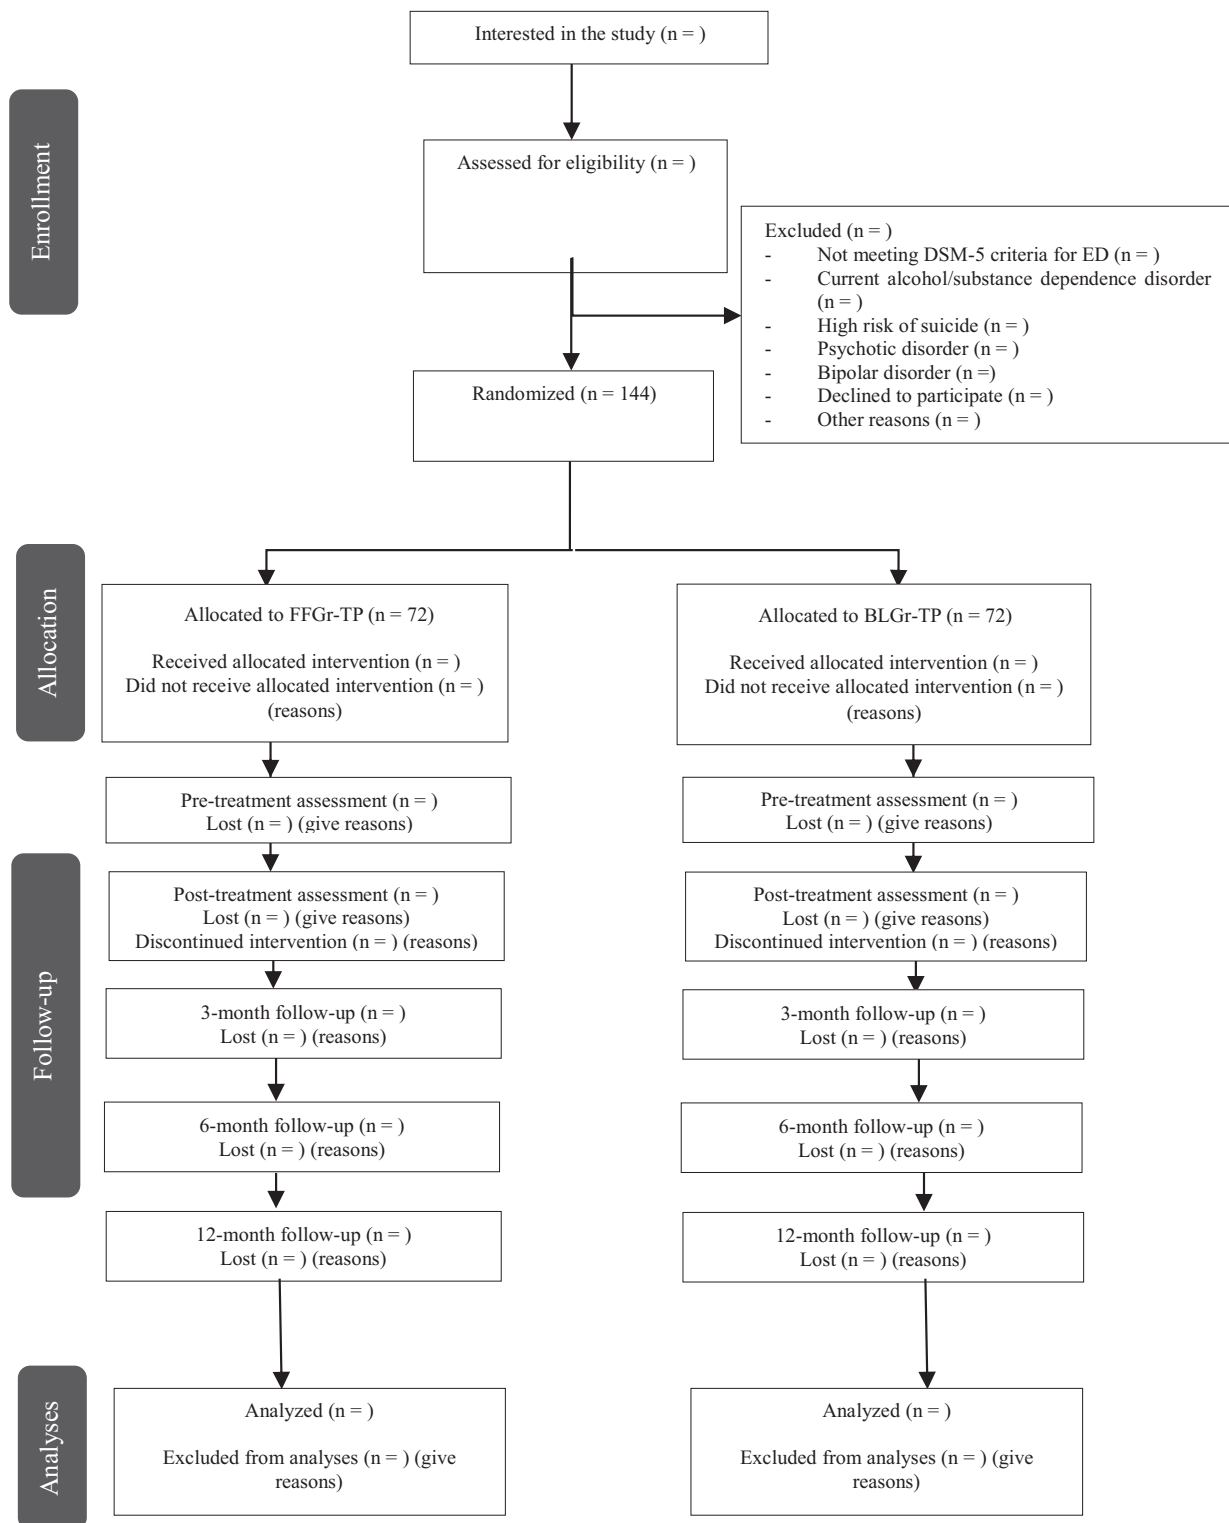 Interested in the study (n = )
Enrollment
Assessed for eligibility (n = )
Excluded (n = )
- Not meeting DSM-5 criteria for ED (n = )
- Current alcohol/substance dependence disorder
(n = )
- High risk of suicide (n = )
- Psychotic disorder (n = )
- Bipolar disorder (n =)
- Declined to participate (n = )
- Other reasons (n = )
Randomized (n = 144)
Allocation
Allocated to FFGr-TP (n = 72)
Received allocated intervention (n = )
Did not receive allocated intervention (n = )
(reasons)
Allocated to BLGr-TP (n = 72)
Received allocated intervention (n = )
Did not receive allocated intervention (n = )
(reasons)
Pre-treatment assessment (n = )
Lost (n = ) (give reasons)
Pre-treatment assessment (n = )
Lost (n = ) (give reasons)
Follow-up
Post-treatment assessment (n = )
Lost (n = ) (give reasons)
Discontinued intervention (n = ) (reasons)
Post-treatment assessment (n = )
Lost (n = ) (give reasons)
Discontinued intervention (n = ) (reasons)
3-month follow-up (n = )
Lost (n = ) (reasons)
3-month follow-up (n = )
Lost (n = ) (reasons)
6-month follow-up (n = )
Lost (n = ) (reasons)
6-month follow-up (n = )
Lost (n = ) (reasons)
12-month follow-up (n = )
Lost (n = ) (reasons)
12-month follow-up (n = )
Lost (n = ) (reasons)
Analyses
Analyzed (n = )
Excluded from analyses (n = ) (give
reasons)
Analyzed (n = )
Excluded from analyses (n = ) (give
reasons)